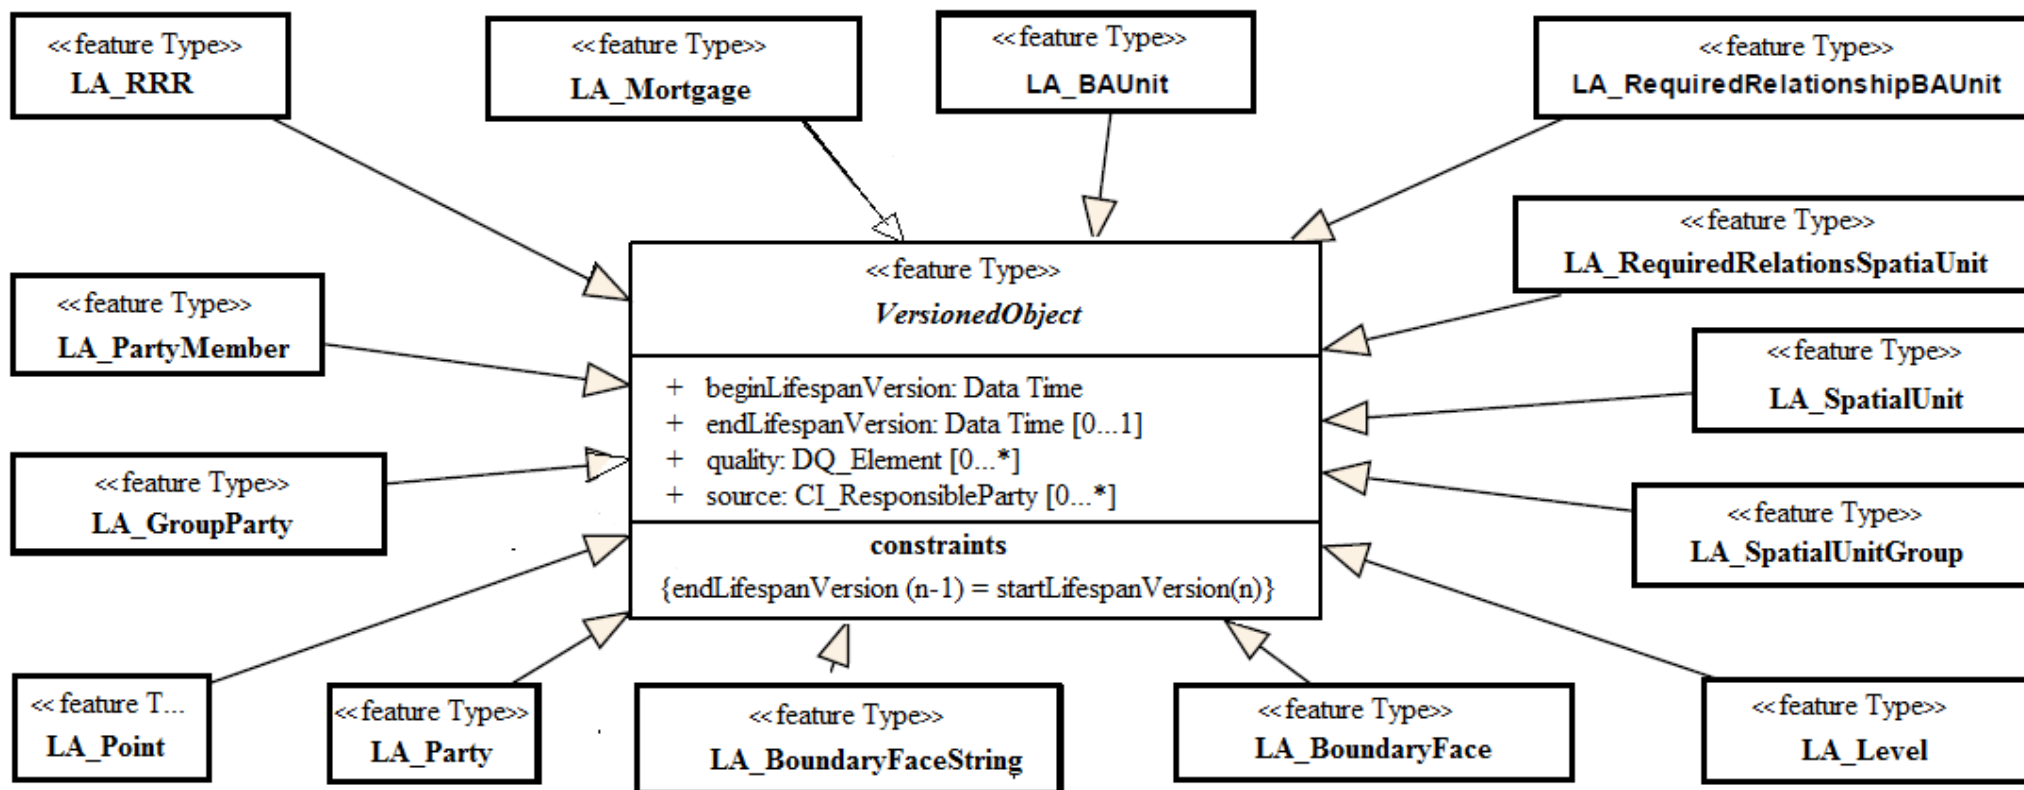 <<feature Type>>
LA_RRR
<<feature Type>>
LA_Mortgage
<<feature Type>>
LA_BAUnit
<<feature Type>>
LA_RequiredRelationshipBAUnit
<<feature Type>>
LA_RequiredRelationsSpatiaUnit
<<feature Type>>
LA_PartyMember
<<feature Type>>
VersionedObject
+ beginLifespanVersion: Data Time
+ endLifespanVersion: Data Time [0...1]
+ quality: DQ_Element [0...*]
+ source: CI_ResponsibleParty [0...*]
constraints
{endLifespanVersion (n-1) = startLifespanVersion(n)}
<<feature Type>>
LA_SpatialUnit
<<feature Type>>
LA_GroupParty
<<feature Type>>
LA_SpatialUnitGroup
<<feature T...
LA_Point
<<feature Type>>
LA_Party
<<feature Type>>
LA_BoundaryFaceString
<<feature Type>>
LA_BoundaryFace
<<feature Type>>
LA_Level